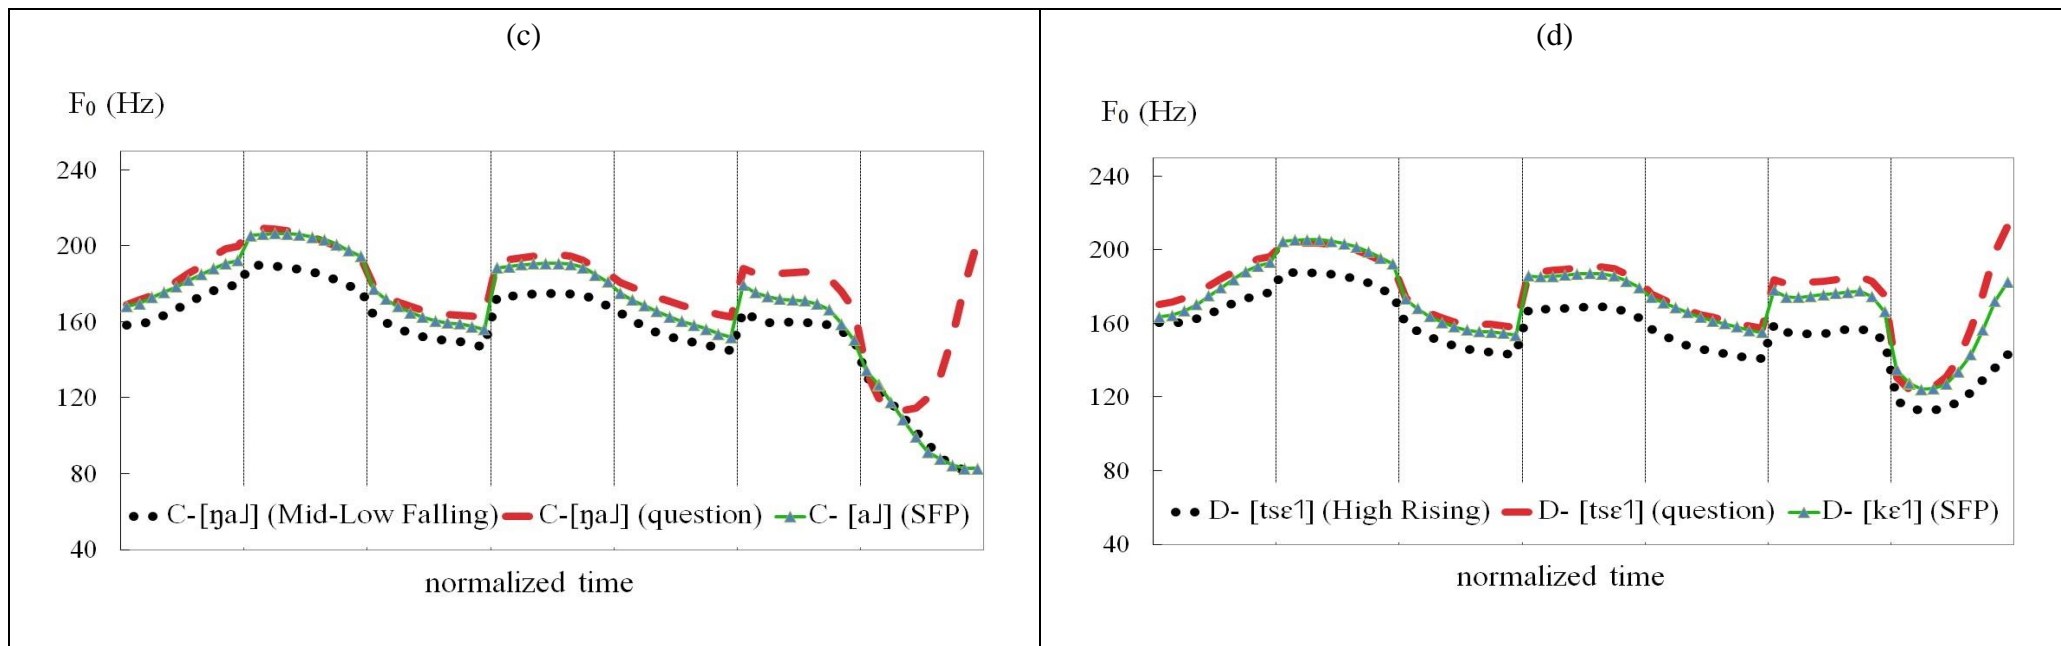 (c)
F₀ (Hz)
240
200
160
120
80
40
C-[ŋa˩] (Mid-Low Falling)
C-[ŋa˩] (question)
C- [a˩] (SFP)
normalized time
(d)
F₀ (Hz)
240
200
160
120
80
40
D- [tsɛ˧˥] (High Rising)
D- [tsɛ˧˥] (question)
D- [kɛ˧˥] (SFP)
normalized time